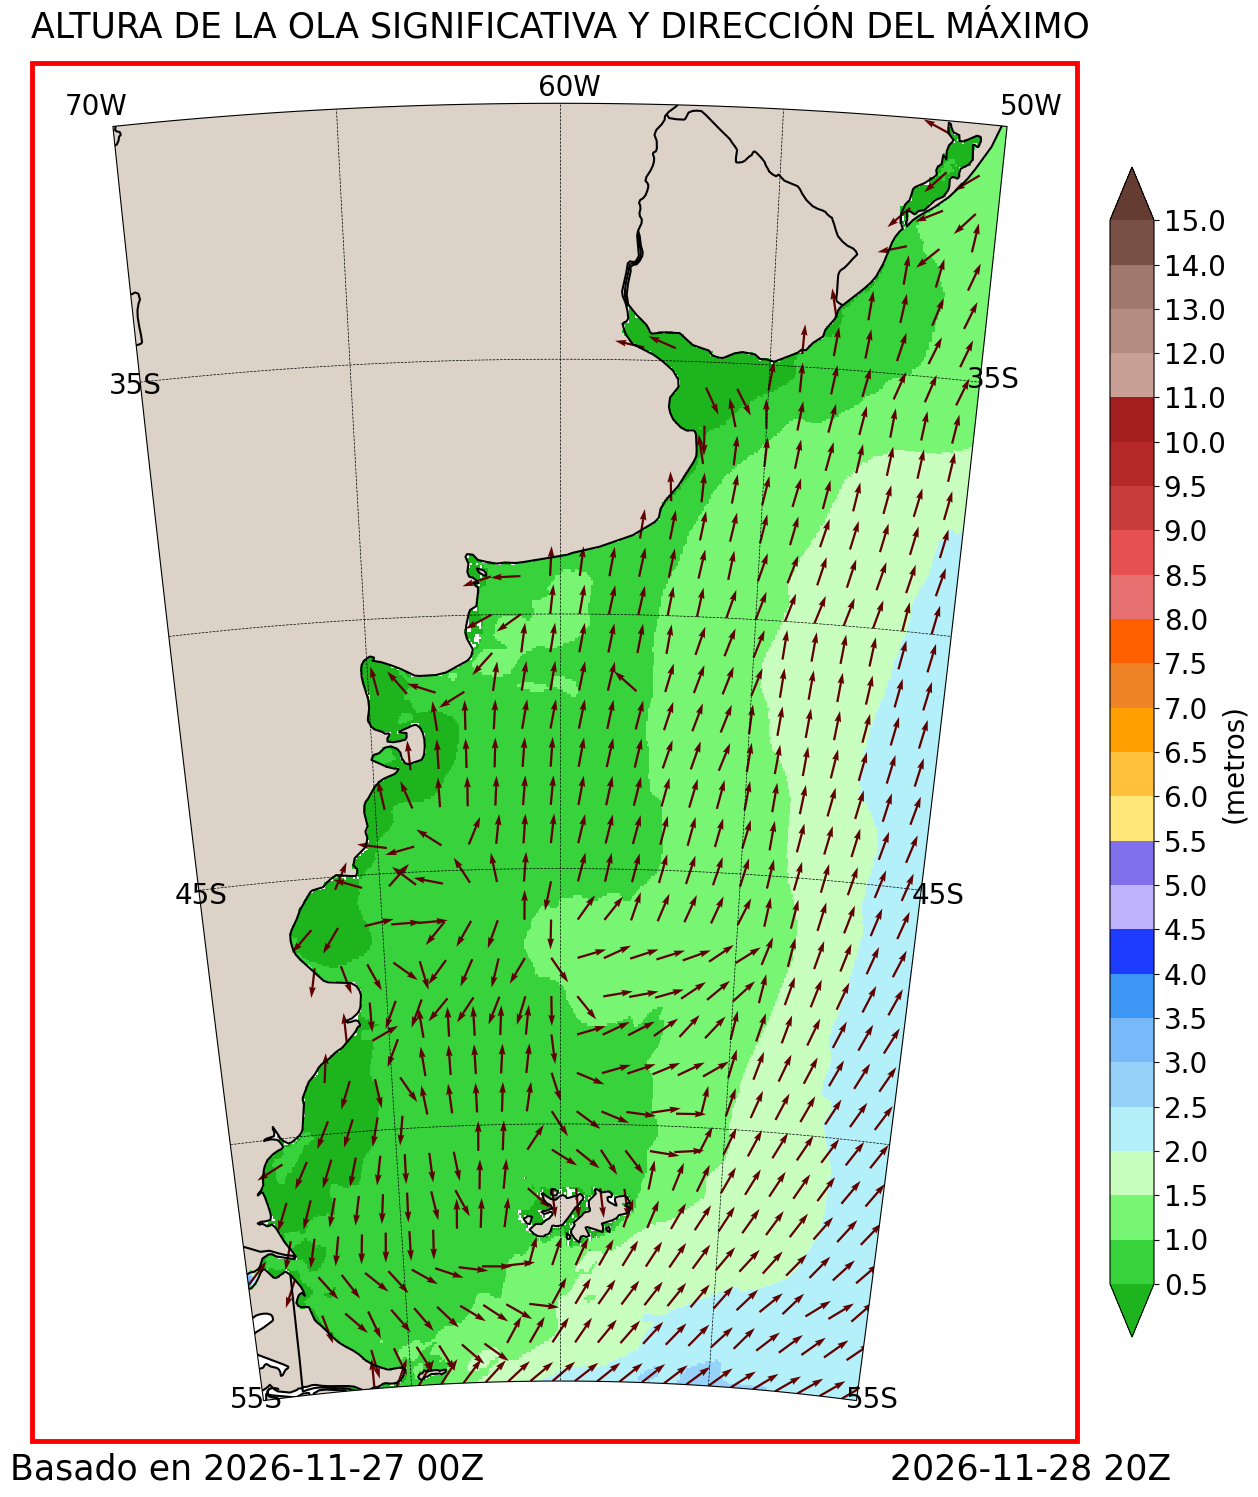 ALTURA DE LA OLA SIGNIFICATIVA Y DIRECCIÓN DEL MÁXIMO
70W
60W
50W
35S
35S
45S
45S
55S
55S
15.0
14.0
13.0
12.0
11.0
10.0
9.5
9.0
8.5
8.0
7.5
7.0
6.5
6.0
5.5
5.0
4.5
4.0
3.5
3.0
2.5
2.0
1.5
1.0
0.5
(metros)
Basado en 2026-11-27 00Z
2026-11-28 20Z